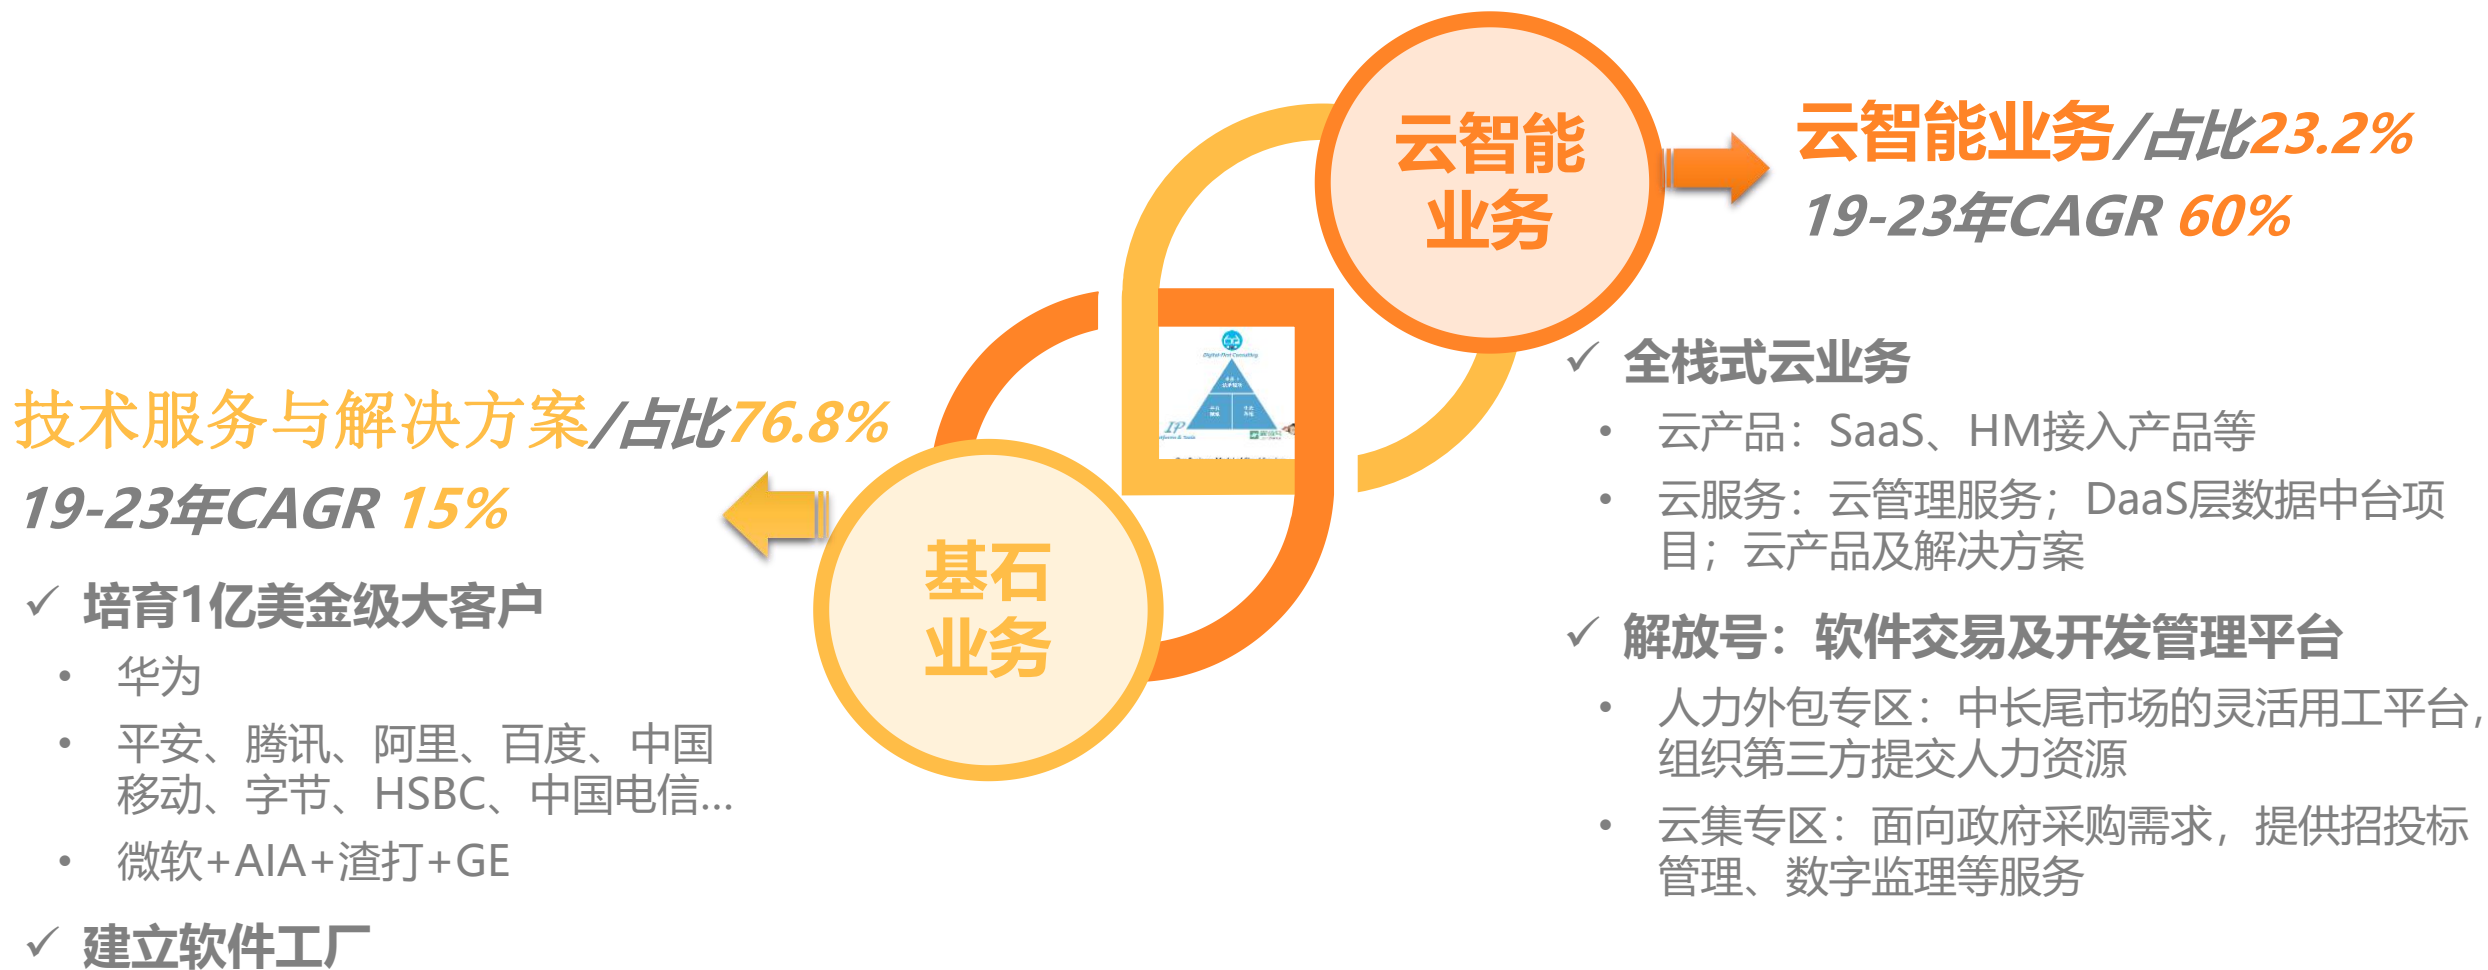 云智能
业务
云智能业务/占比23.2%
19-23年CAGR 60%
Digital-First Consulting
IP
基石
业务
技术服务与解决方案/占比76.8%
19-23年CAGR 15%
✓ 培育1亿美金级大客户
• 华为
• 平安、腾讯、阿里、百度、中国
移动、字节、HSBC、中国电信...
• 微软+AIA+渣打+GE
✓ 建立软件工厂
✓ 全栈式云业务
• 云产品：SaaS、HM接入产品等
• 云服务：云管理服务；DaaS层数据中台项
目；云产品及解决方案
✓ 解放号：软件交易及开发管理平台
• 人力外包专区：中长尾市场的灵活用工平台，
组织第三方提交人力资源
• 云集专区：面向政府采购需求，提供招投标
管理、数字监理等服务